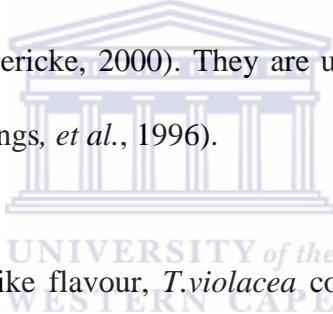 ericke, 2000). They are u
ngs, et al., 1996).
UNIVERSITY of the
ike flavour, T.violacea co
WESTERN CAPE